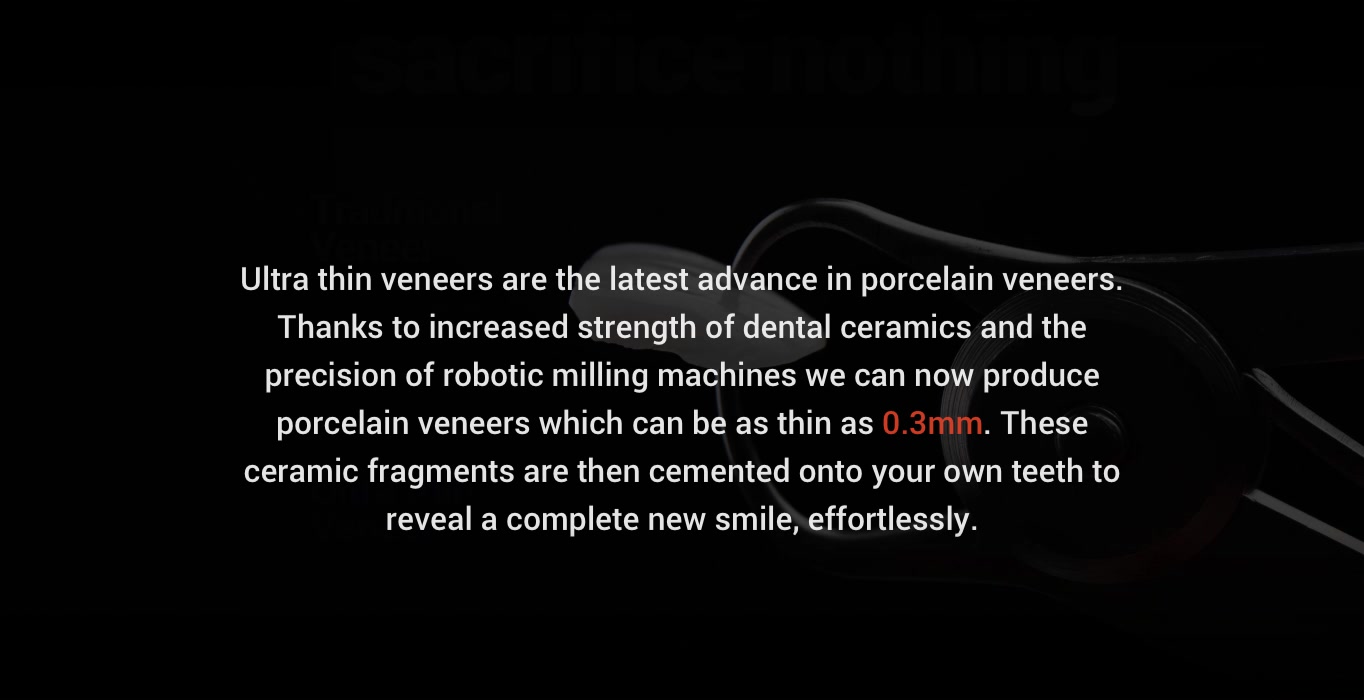 sacrifice nothing
Traditional
Veneer
Ultra thin veneers are the latest advance in porcelain veneers.
Thanks to increased strength of dental ceramics and the
precision of robotic milling machines we can now produce
porcelain veneers which can be as thin as 0.3mm. These
ceramic fragments are then cemented onto your own teeth to
reveal a complete new smile, effortlessly.